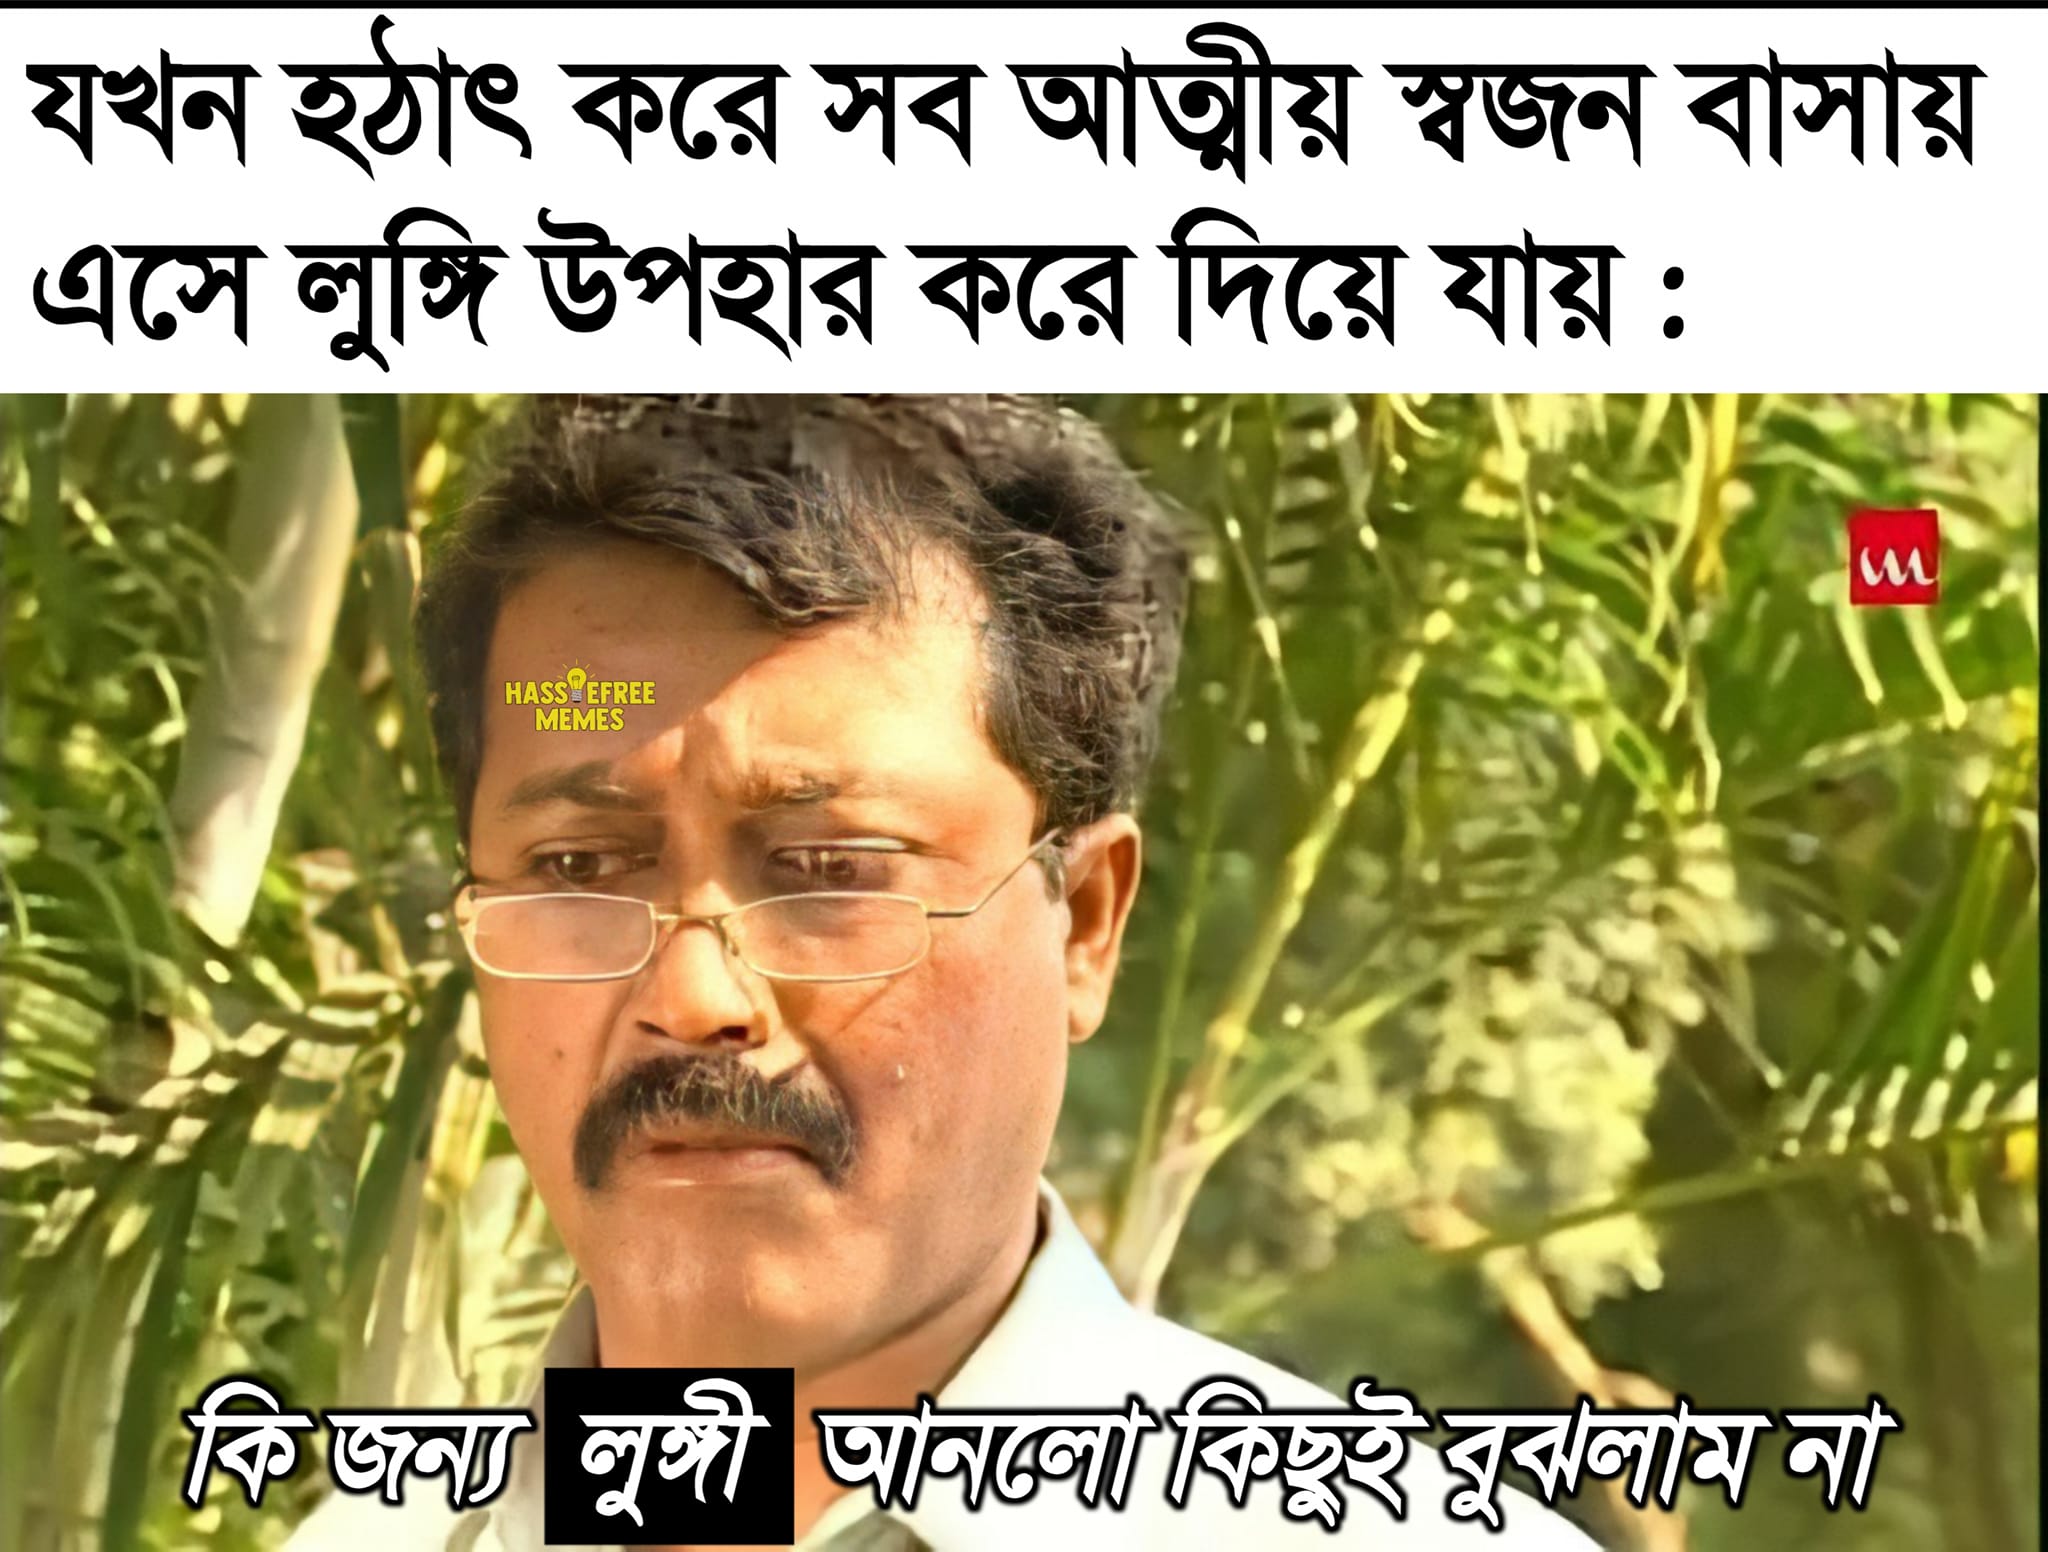 যখন হঠাৎ করে সব আত্মীয় স্বজন বাসায়
এসে লুঙ্গি উপহার করে দিয়ে যায় :
HASSLEFREE
MEMES
কি জন্য লুঙ্গী আনলো কিছুই বুঝলাম না